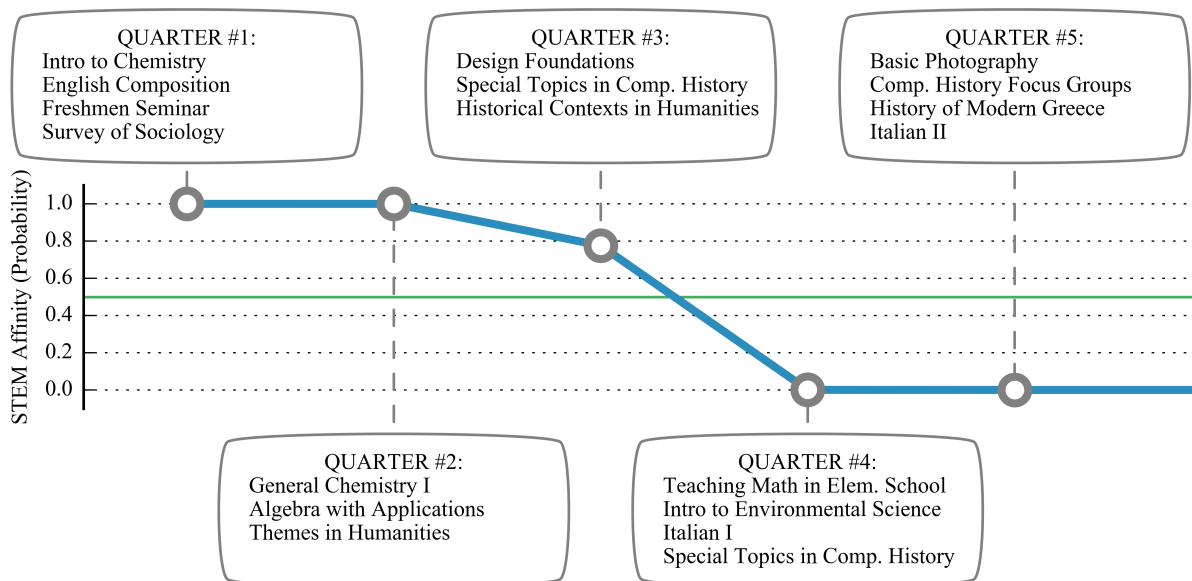 QUARTER #1:
Intro to Chemistry
English Composition
Freshmen Seminar
Survey of Sociology
QUARTER #3:
Design Foundations
Special Topics in Comp. History
Historical Contexts in Humanities
QUARTER #5:
Basic Photography
Comp. History Focus Groups
History of Modern Greece
Italian II
STEM Affinity (Probability)
1.0
0.8
0.6
0.4
0.2
0.0
QUARTER #2:
General Chemistry I
Algebra with Applications
Themes in Humanities
QUARTER #4:
Teaching Math in Elem. School
Intro to Environmental Science
Italian I
Special Topics in Comp. History